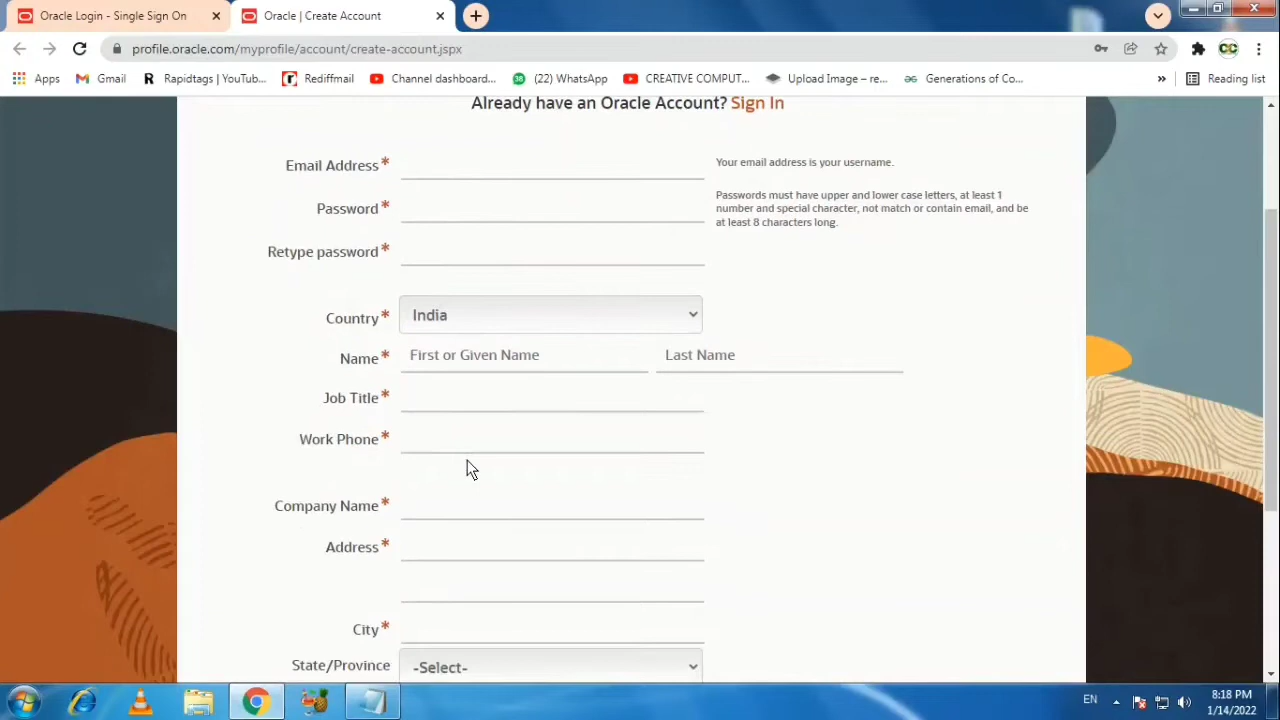 Oracle Login - Single Sign On
Oracle | Create Account
profile.oracle.com/myprofile/account/create-account.jspx
Apps
Gmail
Rapidtags | YouTub...
Rediffmail
Channel dashboard...
(22) WhatsApp
CREATIVE COMPUT...
Upload Image – re...
Generations of Co...
»
Reading list
Already have an Oracle Account? Sign In
Email Address*
Your email address is your username.
Password*
Passwords must have upper and lower case letters, at least 1
number and special character, not match or contain email, and be
at least 8 characters long.
Retype password*
Country*
India
Name*
First or Given Name
Last Name
Job Title*
Work Phone*
Company Name*
Address*
City*
State/Province
-Select-
EN
8:18 PM
1/14/2022